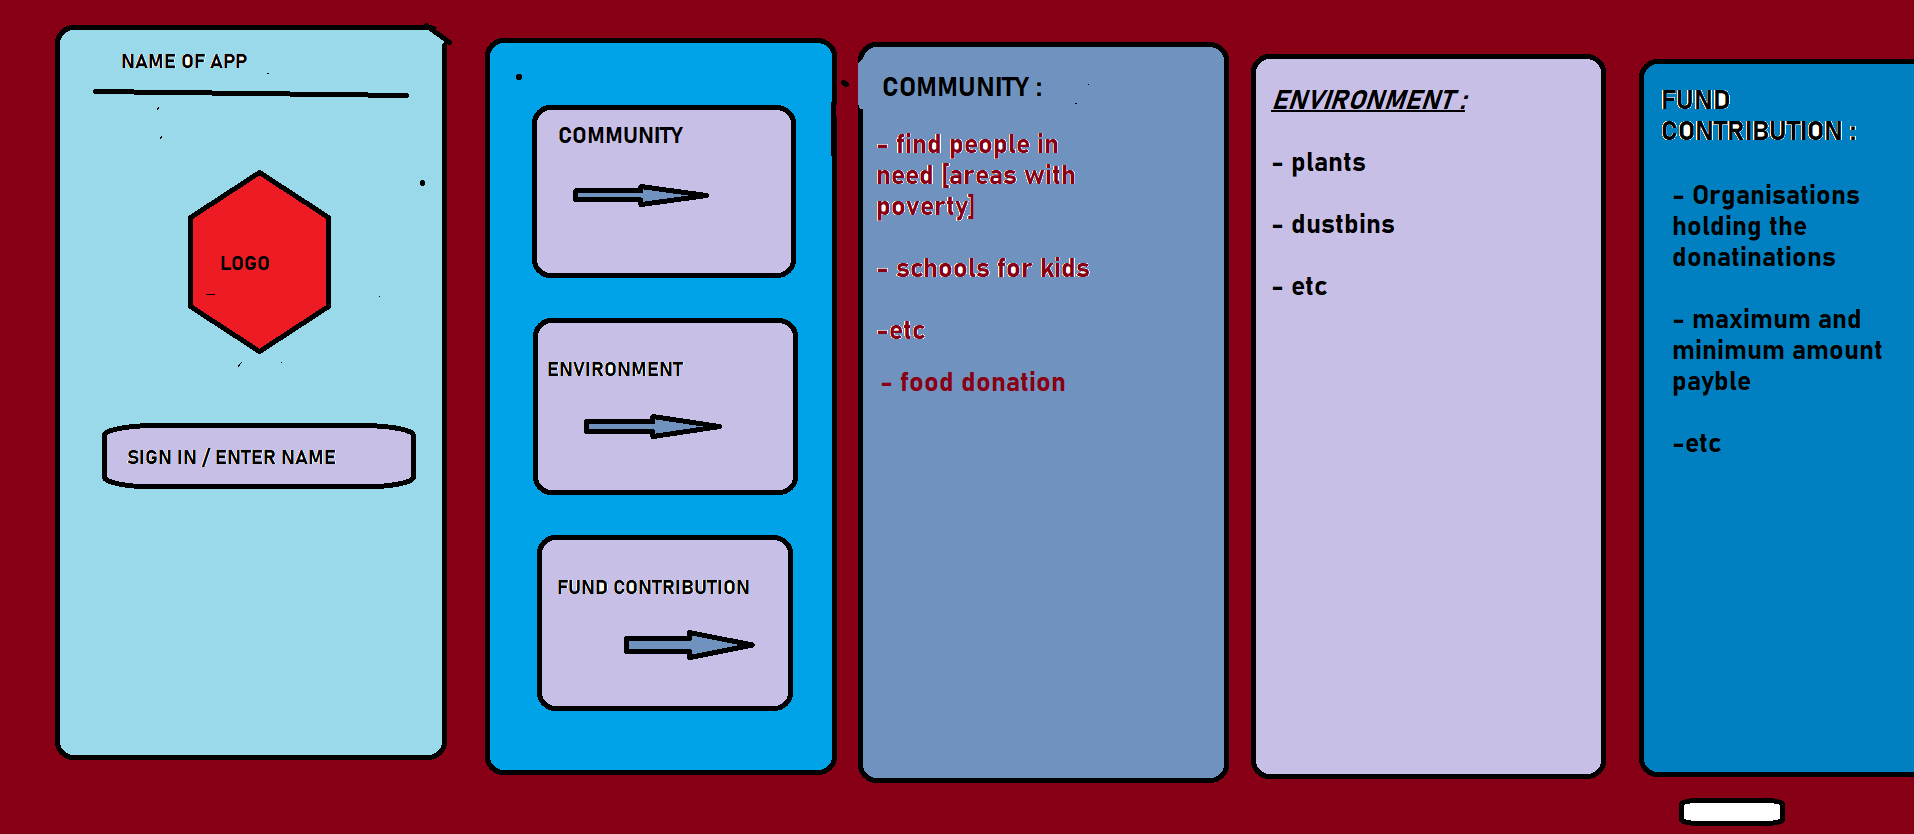 NAME OF APP
LOGO
SIGN IN / ENTER NAME
COMMUNITY
ENVIRONMENT
FUND CONTRIBUTION
COMMUNITY :
- find people in
need [areas with
poverty]
- schools for kids
-etc
- food donation
ENVIRONMENT :
- plants
- dustbins
- etc
FUND
CONTRIBUTION :
- Organisations
holding the
donatinations
- maximum and
minimum amount
payble
-etc